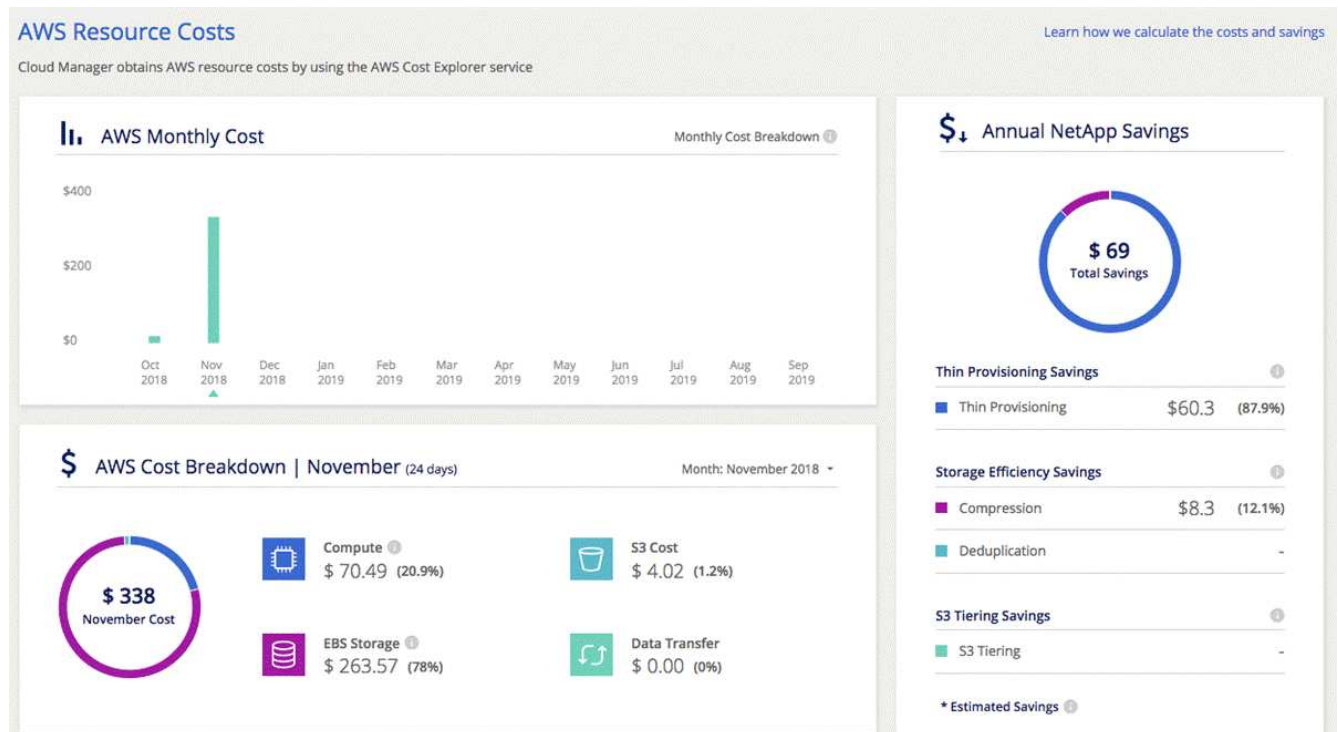 AWS Resource Costs
Learn how we calculate the costs and savings
Cloud Manager obtains AWS resource costs by using the AWS Cost Explorer service
AWS Monthly Cost
Monthly Cost Breakdown
$400
$200
$0
Oct Nov Dec Jan Feb Mar Apr May Jun Jul Aug Sep
2018 2018 2018 2019 2019 2019 2019 2019 2019 2019 2019 2019
AWS Cost Breakdown | November (24 days)
Month: November 2018
$ 338
November Cost
Compute
$ 70.49 (20.9%)
S3 Cost
$ 4.02 (1.2%)
EBS Storage
$ 263.57 (78%)
Data Transfer
$ 0.00 (0%)
Annual NetApp Savings
$ 69
Total Savings
Thin Provisioning Savings
Thin Provisioning $60.3 (87.9%)
Storage Efficiency Savings
Compression $8.3 (12.1%)
Deduplication -
S3 Tiering Savings
S3 Tiering -
* Estimated Savings